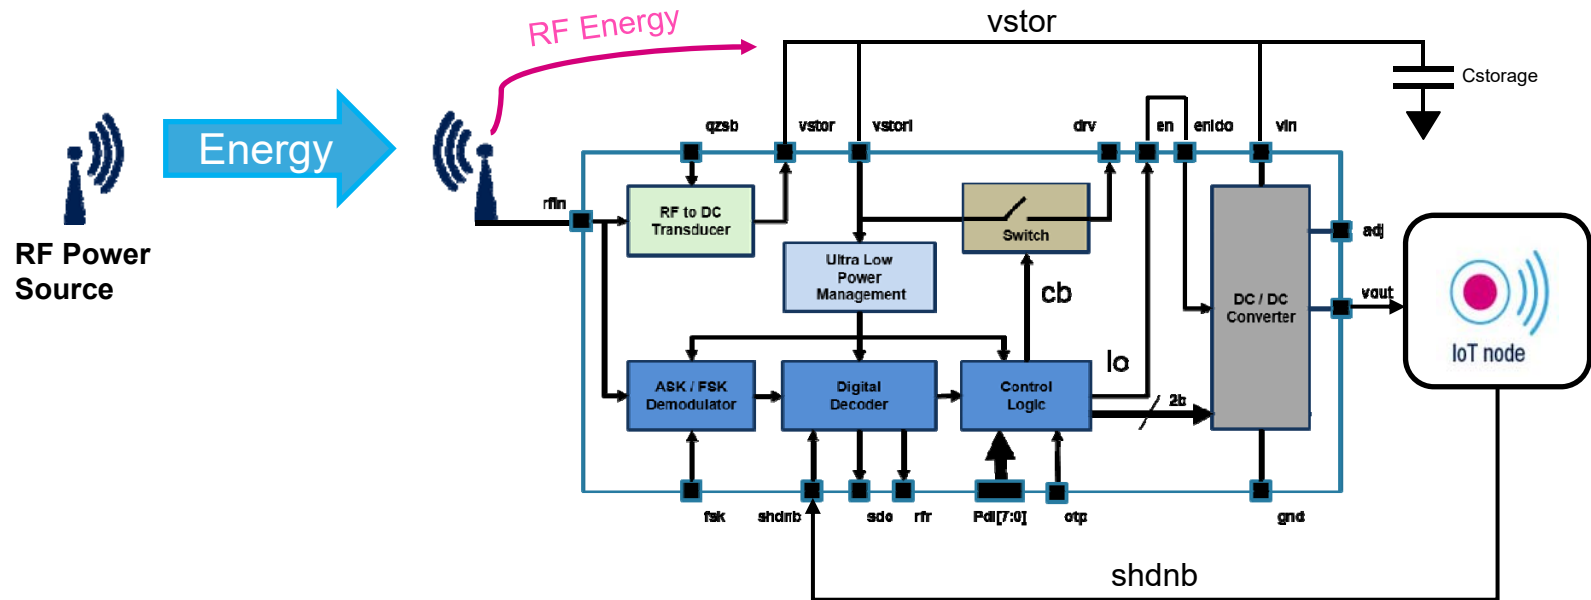 RF Energy
vstor
Cstorage
Energy
RF Power
Source
qzsb
vstor
vstori
drv
en
enldo
vin
rfin
RF to DC
Transducer
Switch
Ultra Low
Power
Management
cb
adj
DC / DC
Converter
vout
IoT node
lo
ASK / FSK
Demodulator
Digital
Decoder
Control
Logic
2b
fsk
shdnb
sdo
rfr
Pdi[7:0]
otp
gnd
shdnb